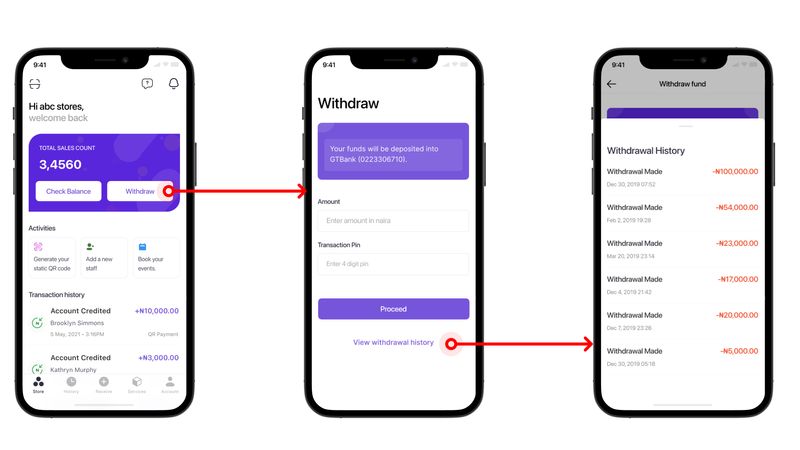 9:41
Hi abc stores,
welcome back
TOTAL SALES COUNT
3,4560
Check Balance
Withdraw
Activities
Generate your
static QR code
Add a new
staff
Book your
events.
Transaction history
Account Credited
+₦10,000.00
Brooklyn Simmons
5 May, 2021 • 3:16PM
QR Payment
Account Credited
+₦3,000.00
Kathryn Murphy
Store
History
Receive
Services
Account
9:41
Withdraw
Your funds will be deposited into
GTBank (0223306710).
Amount
Enter amount in naira
Transaction Pin
Enter 4 digit pin
Proceed
View withdrawal history
9:41
Withdraw fund
Withdrawal History
Withdrawal Made
-₦100,000.00
Dec 30, 2019 07:52
Withdrawal Made
-₦54,000.00
Feb 2, 2019 19:28
Withdrawal Made
-₦23,000.00
Mar 20, 2019 23:14
Withdrawal Made
-₦17,000.00
Dec 4, 2019 21:42
Withdrawal Made
-₦20,000.00
Dec 7, 2019 23:26
Withdrawal Made
-₦5,000.00
Dec 30, 2019 05:18